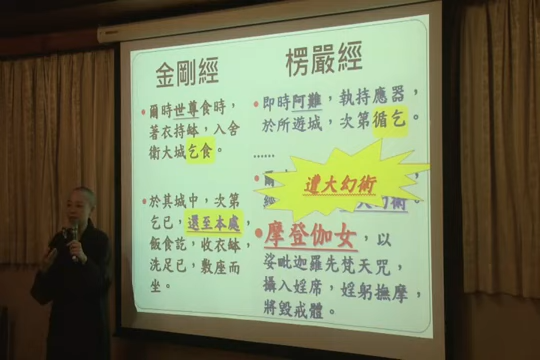 金剛經
• 爾時世尊食時，
著衣持缽，入舍
衛大城乞食。
• 於其城中，次第
乞已，還至本處，
飯食訖，收衣缽，
洗足已，敷座而
坐。
楞嚴經
• 即時阿難，執持應器，
於所遊城，次第循乞。
……
遭大幻術
幻術。
• 摩登伽女，以
娑毗迦羅先梵天咒，
攝入婬席，婬躬撫摩，
將毀戒體。